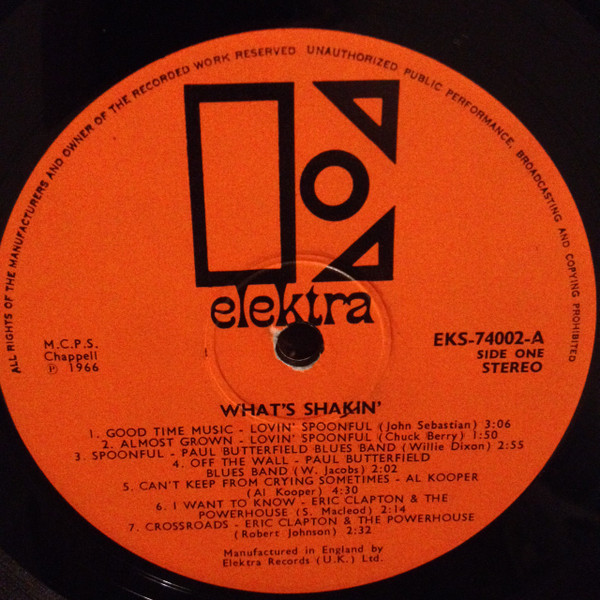 ALL RIGHTS OF THE MANUFACTURERS AND OWNER OF THE RECORDED WORK RESERVED UNAUTHORIZED PUBLIC PERFORMANCE, BROADCASTING AND COPYING PROHIBITED
elektra
M.C.P.S.
Chappell
℗ 1966
EKS-74002-A
SIDE ONE
STEREO
WHAT'S SHAKIN'
1. GOOD TIME MUSIC - LOVIN' SPOONFUL (John Sebastian) 3:06
2. ALMOST GROWN - LOVIN' SPOONFUL (Chuck Berry) 1:50
3. SPOONFUL - PAUL BUTTERFIELD BLUES BAND (Willie Dixon) 2:55
4. OFF THE WALL - PAUL BUTTERFIELD
BLUES BAND (W. Jacobs) 2:02
5. CAN'T KEEP FROM CRYING SOMETIMES - AL KOOPER
(Al Kooper) 4:30
6. I WANT TO KNOW - ERIC CLAPTON & THE
POWERHOUSE (S. Macleod) 2:14
7. CROSSROADS - ERIC CLAPTON & THE POWERHOUSE
(Robert Johnson) 2:32
Manufactured in England by
Elektra Records (U.K.) Ltd.